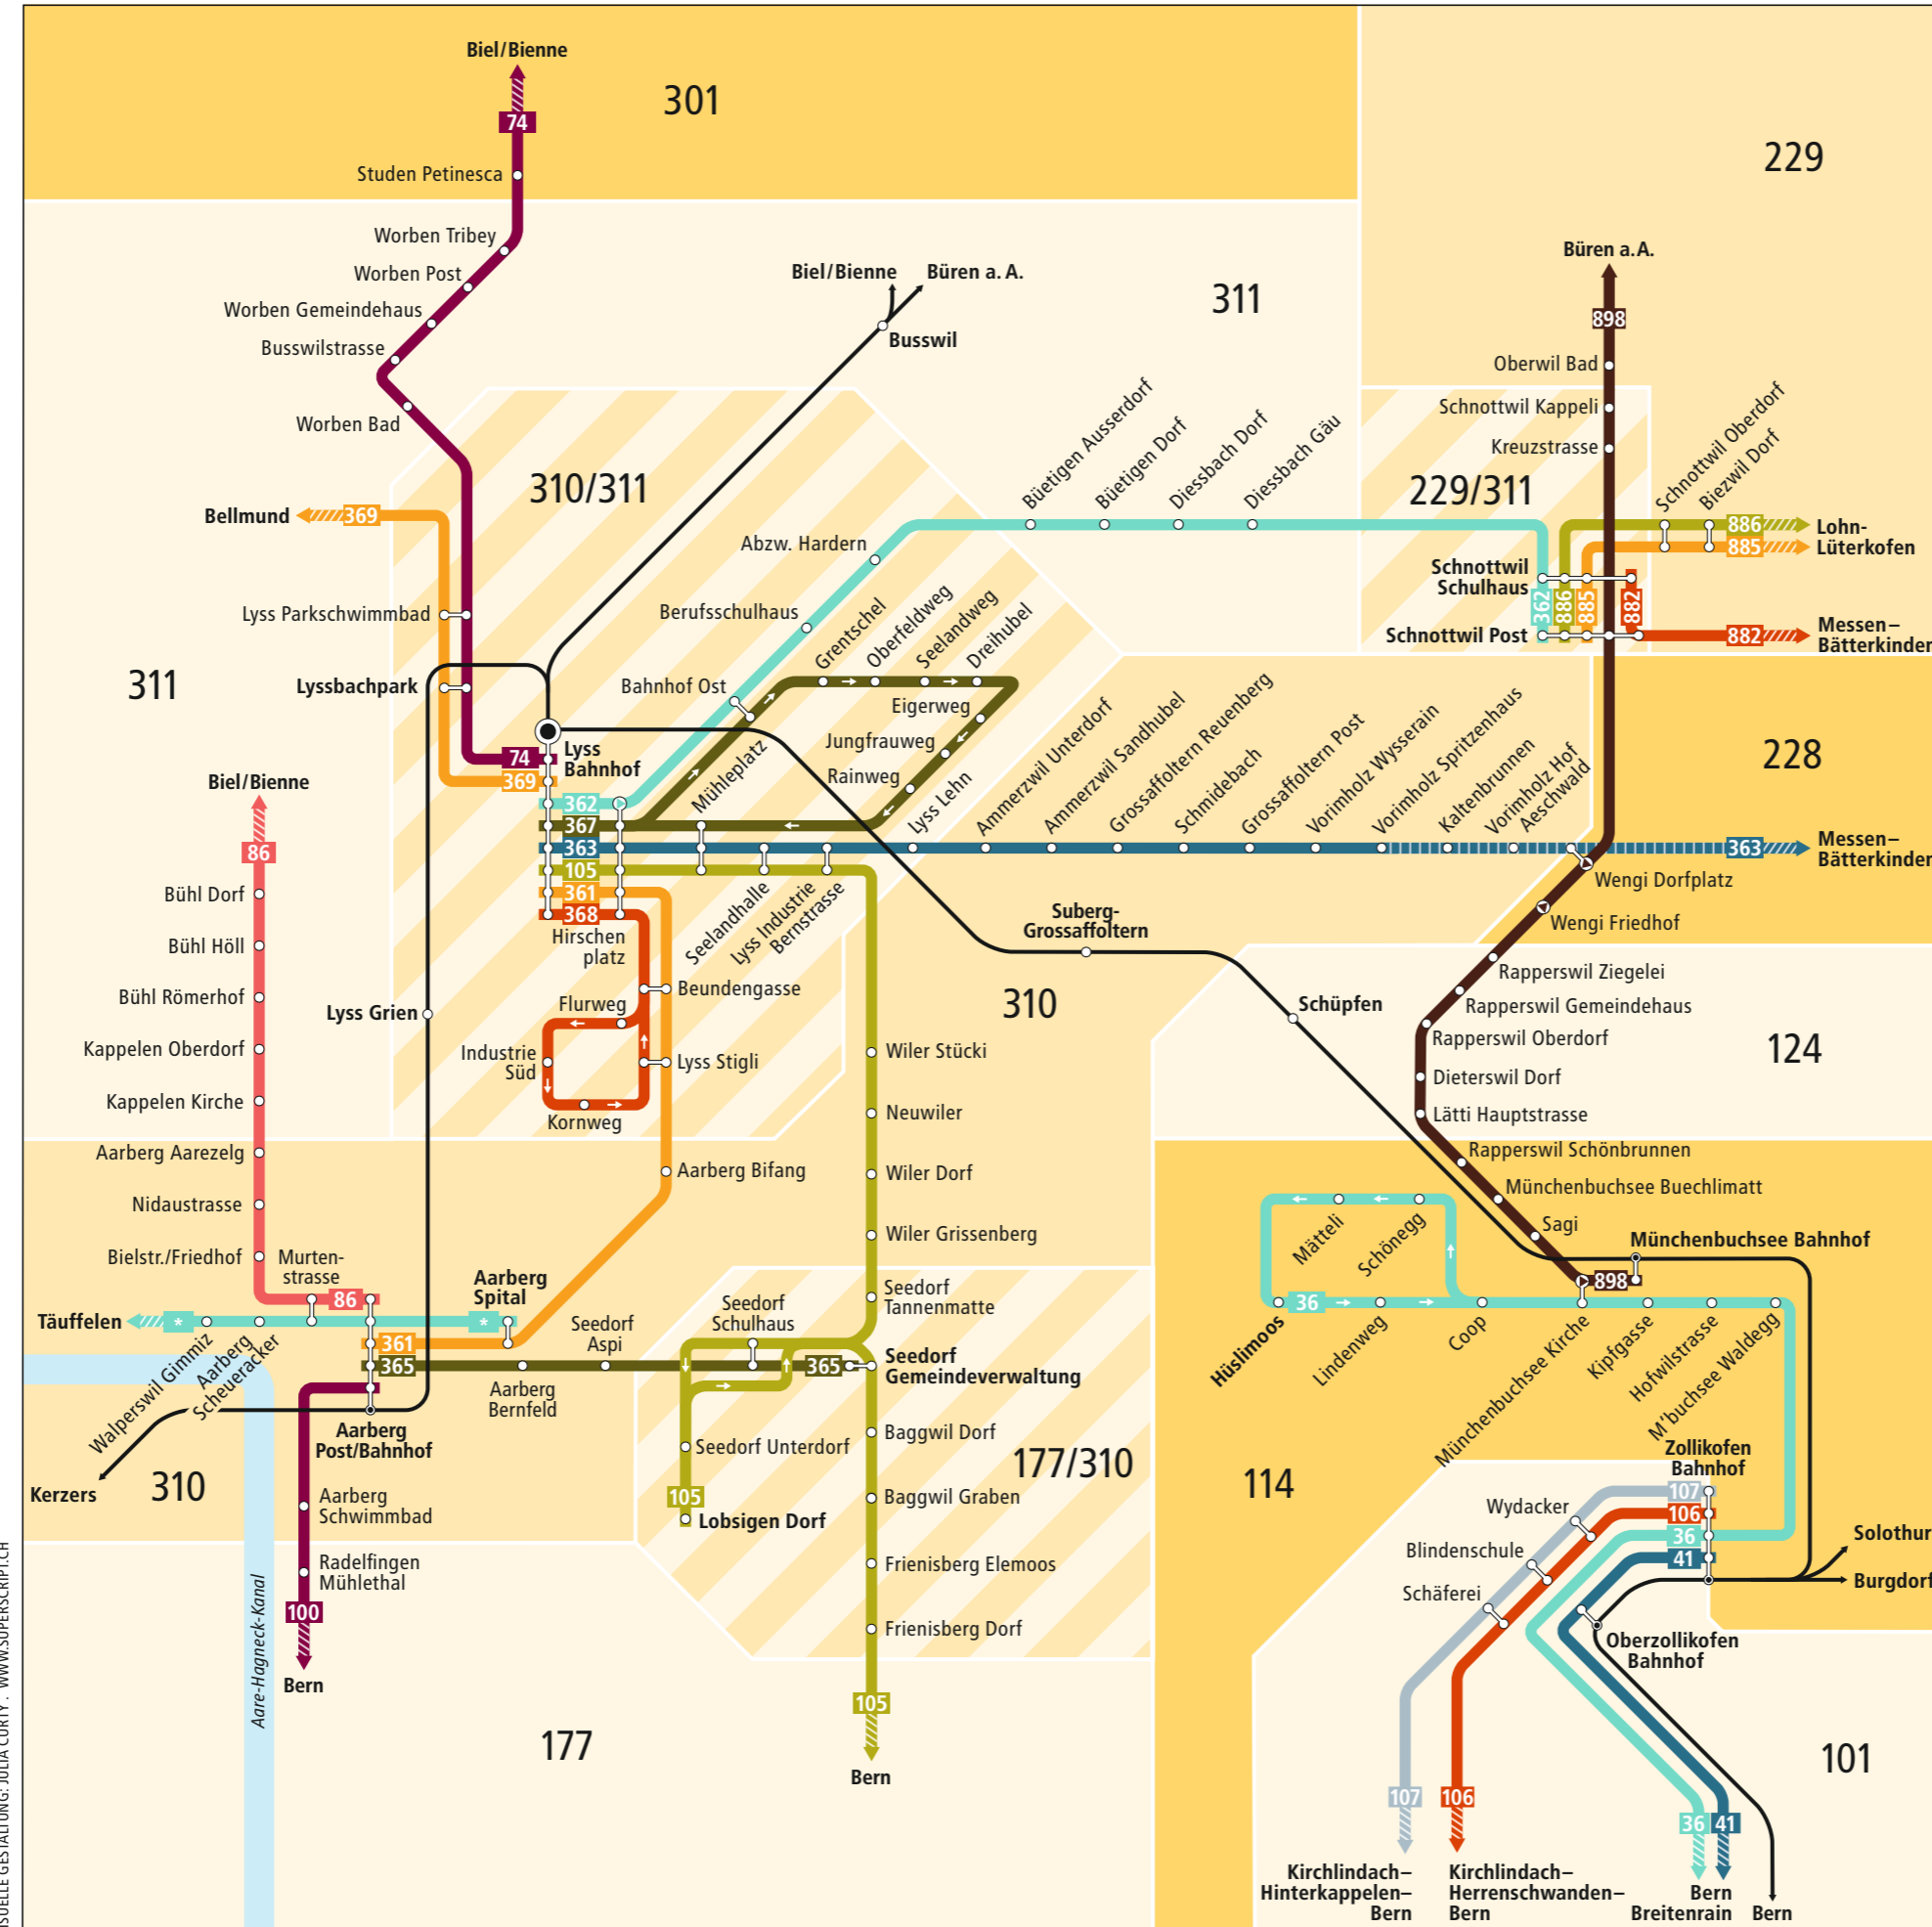 Biel/Bienne
301
74
229
Studen Petinesca
Worben Tribey
Büren a.A.
Worben Post
Biel/Bienne
Büren a.A.
311
Worben Gemeindehaus
898
Busswil
Busswilstrasse
Oberwil Bad
Worben Bad
Schnottwil Kappeli
Kreuzstrasse
Büetigen Ausserdorf
Büetigen Dorf
Diessbach Dorf
Diessbach Gäu
Schnottwil Oberdorf
Biezwil Dorf
310/311
229/311
Bellmund
369
886
885
Lohn-
Lüterkofen
Abzw. Hardern
Schnottwil
Schulhaus
362
886
885
882
Lyss Parkschwimmbad
Berufsschulhaus
Schnottwil Post
882
Messen–
Bätterkinden
Grentschel
Oberfeldweg
Seelandweg
Dreihubel
311
Lyssbachpark
Bahnhof Ost
Eigerweg
Jungfrauweg
Rainweg
Mühleplatz
74
369
Lyss
Bahnhof
228
Biel/Bienne
362
367
363
105
361
368
Lyss Lehn
Ammerzwil Unterdorf
Ammerzwil Sandhubel
Grossaffoltern Reuenberg
Schmidebach
Grossaffoltern Post
Vorimholz Wysserain
Vorimholz Spritzenhaus
Kaltenbrunnen
Vorimholz Hof
Aeschwald
363
Messen–
Bätterkinden
86
Wengi Dorfplatz
Bühl Dorf
Seelandhalle
Lyss Industrie
Bernstrasse
Suberg-
Grossaffoltern
Wengi Friedhof
Bühl Höll
Hirschen
platz
Rapperswil Ziegelei
Bühl Römerhof
Beundengasse
310
Schüpfen
Rapperswil Gemeindehaus
Lyss Grien
Flurweg
Rapperswil Oberdorf
124
Kappelen Oberdorf
Industrie
Süd
Lyss Stigli
Wiler Stücki
Dieterswil Dorf
Kappelen Kirche
Kornweg
Neuwiler
Lätti Hauptstrasse
Aarberg Aarezelg
Aarberg Bifang
Wiler Dorf
Rapperswil Schönbrunnen
Münchenbuchsee Buechlimatt
Nidaustrasse
Wiler Grissenberg
Mätteli
Schönegg
Sagi
Münchenbuchsee Bahnhof
Bielstr./Friedhof
Murten-
strasse
Aarberg
Spital
Seedorf
Tannenmatte
898
86
Täuffelen
*
*
Seedorf
Aspi
Seedorf
Schulhaus
36
361
365
365
Seedorf
Gemeindeverwaltung
Hüslimoos
Lindenweg
Coop
Münchenbuchsee Kirche
Kipfgasse
Hofwilstrasse
M'buchsee Waldegg
Walperswil Gimmiz
Aarberg
Scheueracker
Aarberg
Bernfeld
Aarberg
Post/Bahnhof
Seedorf Unterdorf
Baggwil Dorf
177/310
114
Zollikofen
Bahnhof
Kerzers
310
105
Baggwil Graben
107
106
36
41
Wydacker
Aarberg
Schwimmbad
Lobsigen Dorf
Blindenschule
Solothur
Radelfingen
Mühlethal
Frienisberg Elemoos
Schäferei
Burgdorf
100
Frienisberg Dorf
Oberzollikofen
Bahnhof
Aare-Hagneck-Kanal
Bern
105
177
101
Bern
107
106
36
41
Kirchlindach–
Hinterkappelen–
Bern
Kirchlindach–
Herrenschwanden–
Bern
Bern
Breitenrain
Bern
ISUELLE GESTALTUNG: JULIA CURTY . WWW.SUPERSCRIPT.CH